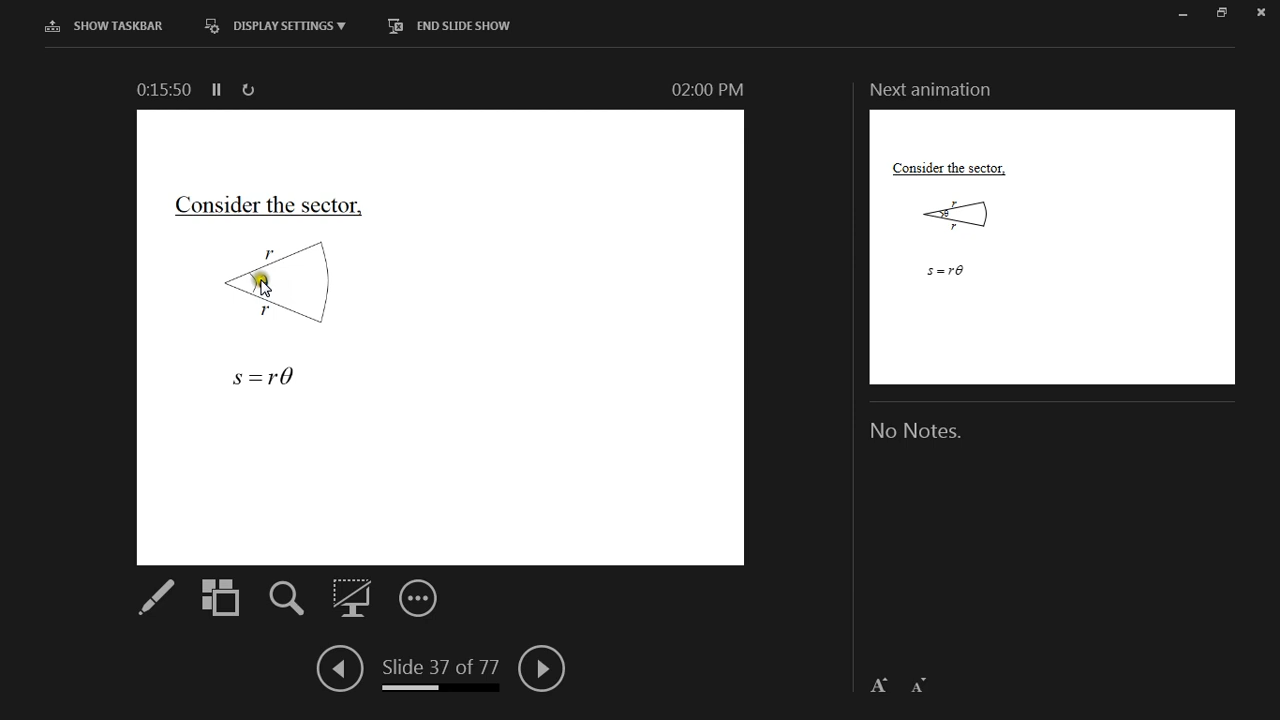 SHOW TASKBAR DISPLAY SETTINGS ▼ END SLIDE SHOW
0:15:50 02:00 PM
Consider the sector,
r
r
s = rθ
Slide 37 of 77
Next animation
Consider the sector,
r
θ
r
s = rθ
No Notes.
A A